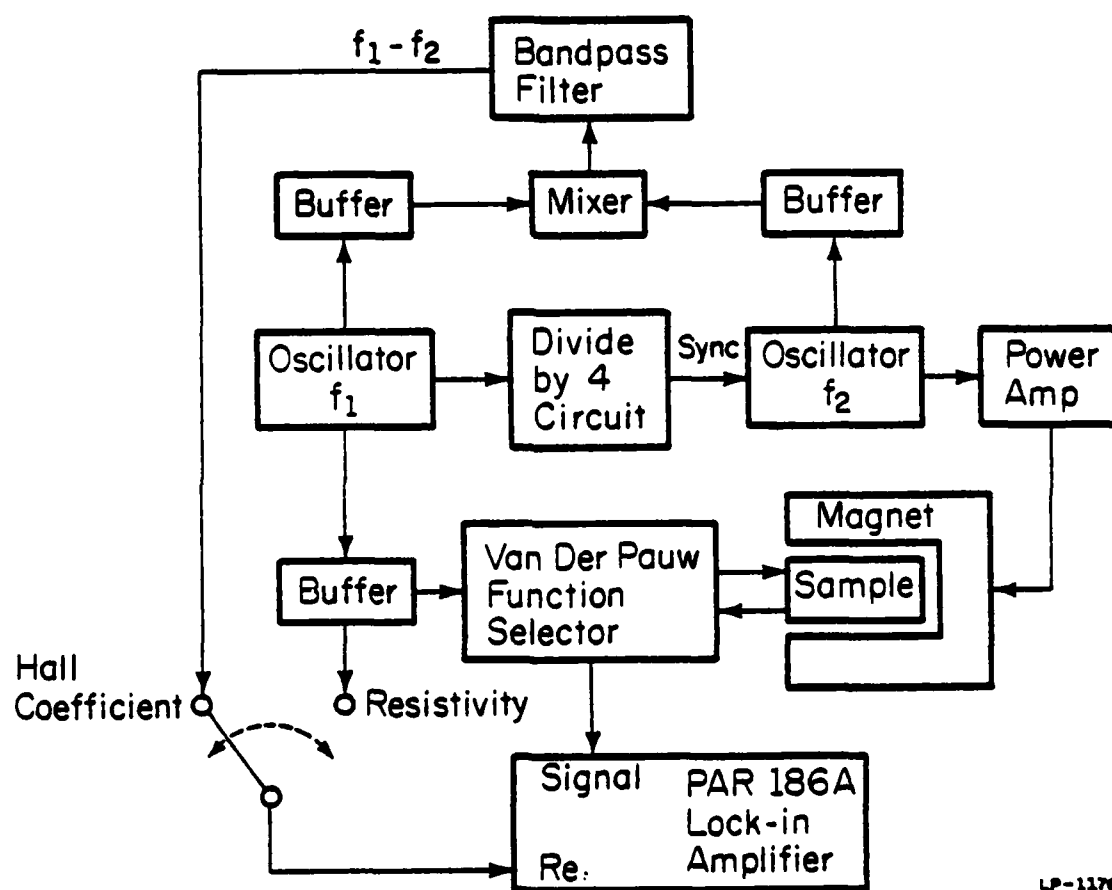 f1-f2
Bandpass
Filter
Buffer
Mixer
Buffer
Oscillator
f1
Divide
by 4
Circuit
Sync
Oscillator
f2
Power
Amp
Magnet
Sample
Van Der Pauw
Function
Selector
Buffer
Hall
Coefficient
Resistivity
Signal
PAR 186A
Lock-in
Amplifier
Re.